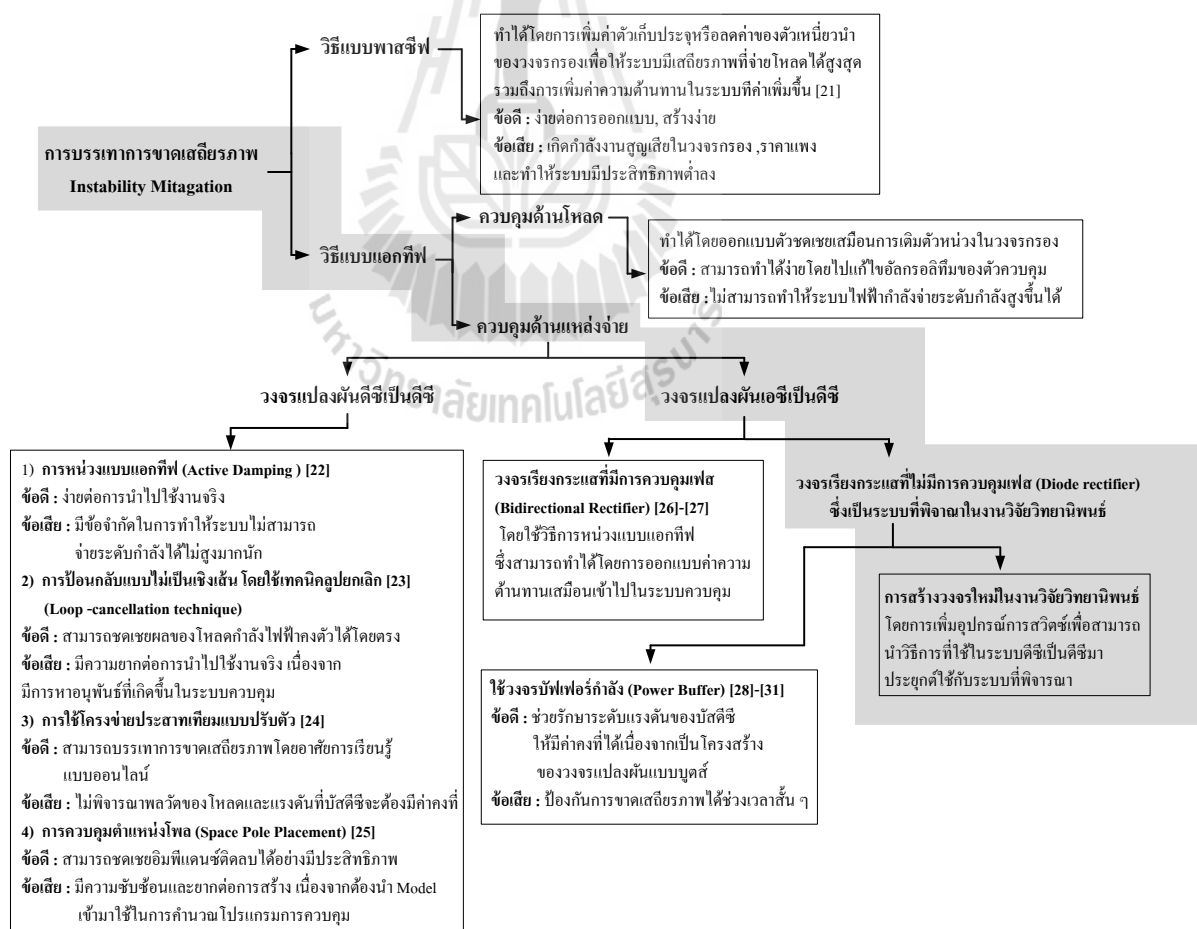 วิธีแบบพาสซีฟ
ทำได้โดยการเพิ่มค่าตัวเก็บประจุหรือลดค่าของตัวเหนี่ยวนำ
ของวงจรกรองเพื่อให้ระบบมีเสถียรภาพที่จ่ายโหลดได้สูงสุด
รวมถึงการเพิ่มค่าความต้านทานในระบบทีค่าเพิ่มขึ้น [21]
ข้อดี : ง่ายต่อการออกแบบ, สร้างง่าย
ข้อเสีย : เกิดกำลังงานสูญเสียในวงจรกรอง ,ราคาแพง
และทำให้ระบบมีประสิทธิภาพต่ำลง
การบรรเทาการขาดเสถียรภาพ
Instability Mitagation
วิธีแบบแอกทีฟ
ควบคุมด้านโหลด
ทำได้โดยออกแบบตัวชดเชยเสมือนการเติมตัวหน่วงในวงจรกรอง
ข้อดี : สามารถทำได้ง่ายโดยไปแก้ไขอัลกรอลิทึมของตัวควบคุม
ข้อเสีย :ไม่สามารถทำให้ระบบไฟฟ้ากำลังจ่ายระดับกำลังสูงขึ้นได้
ควบคุมด้านแหล่งจ่าย
มหาวิทยาลัยเทคโนโลยีสุรนารี
วงจรแปลงผันดีซีเป็นดีซี
วงจรแปลงผันเอซีเป็นดีซี
1) การหน่วงแบบแอกทีฟ (Active Damping ) [22]
ข้อดี : ง่ายต่อการนำไปใช้งานจริง
ข้อเสีย : มีข้อจำกัดในการทำให้ระบบไม่สามารถ
จ่ายระดับกำลังได้ไม่สูงมากนัก
2) การป้อนกลับแบบไม่เป็นเชิงเส้น โดยใช้เทคนิคลูปยกเลิก [23]
(Loop -cancellation technique)
ข้อดี : สามารถชดเชยผลของโหลดกำลังไฟฟ้าคงตัวได้โดยตรง
ข้อเสีย : มีความยากต่อการนำไปใช้งานจริง เนื่องจาก
มีการหาอนุพันธ์ที่เกิดขึ้นในระบบควบคุม
3) การใช้โครงข่ายประสาทเทียมแบบปรับตัว [24]
ข้อดี : สามารถบรรเทาการขาดเสถียรภาพโดยอาศัยการเรียนรู้
แบบออนไลน์
ข้อเสีย : ไม่พิจารณาพลวัตของโหลดและแรงดันที่บัสดีซีจะต้องมีค่าคงที่
4) การควบคุมตำแหน่งโพล (Space Pole Placement) [25]
ข้อดี : สามารถชดเชยอิมพีแดนซ์ติดลบได้อย่างมีประสิทธิภาพ
ข้อเสีย : มีความซับซ้อนและยากต่อการสร้าง เนื่องจากต้องนำ Model
เข้ามาใช้ในการคำนวณโปรแกรมการควบคุม
วงจรเรียงกระแสที่มีการควบคุมเฟส
(Bidirectional Rectifier) [26]-[27]
โดยใช้วิธีการหน่วงแบบแอกทีฟ
ซึ่งสามารถทำได้โดยการออกแบบค่าความ
ต้านทานเสมือนเข้าไปในระบบควบคุม
วงจรเรียงกระแสที่ไม่มีการควบคุมเฟส (Diode rectifier)
ซึ่งเป็นระบบที่พิจาณาในงานวิจัยวิทยานิพนธ์
การสร้างวงจรใหม่ในงานวิจัยวิทยานิพนธ์
โดยการเพิ่มอุปกรณ์การสวิตช์เพื่อสามารถ
นำวิธีการที่ใช้ในระบบดีซีเป็นดีซีมา
ประยุกต์ใช้กับระบบที่พิจารณา
ใช้วงจรบัฟเฟอร์กำลัง (Power Buffer) [28]-[31]
ข้อดี : ช่วยรักษาระดับแรงดันของบัสดีซี
ให้มีค่าคงที่ได้เนื่องจากเป็นโครงสร้าง
ของวงจรแปลงผันแบบบูตส์
ข้อเสีย : ป้องกันการขาดเสถียรภาพได้ช่วงเวลาสั้น ๆ